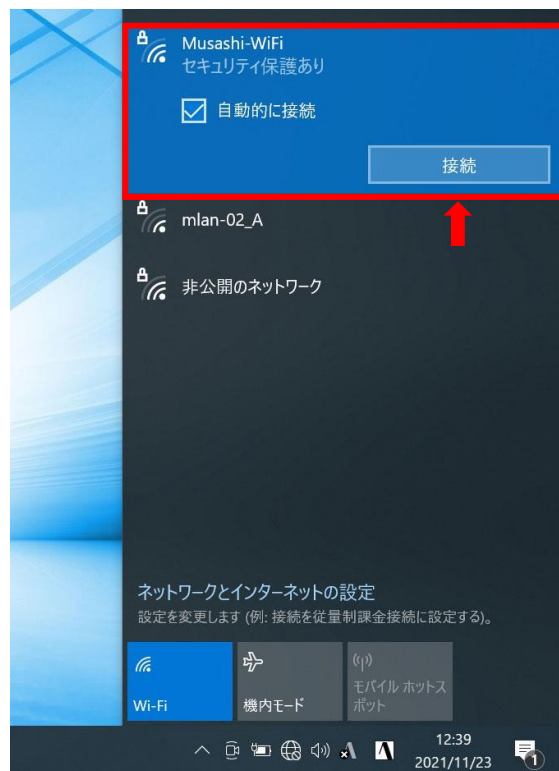 Musashi-WiFi
セキュリティ保護あり
自動的に接続
接続
mlan-02_A
非公開のネットワーク
ネットワークとインターネットの設定
設定を変更します (例: 接続を従量制課金接続に設定する)。
Wi-Fi
機内モード
モバイル ホットス
ポット
12:39
2021/11/23
1